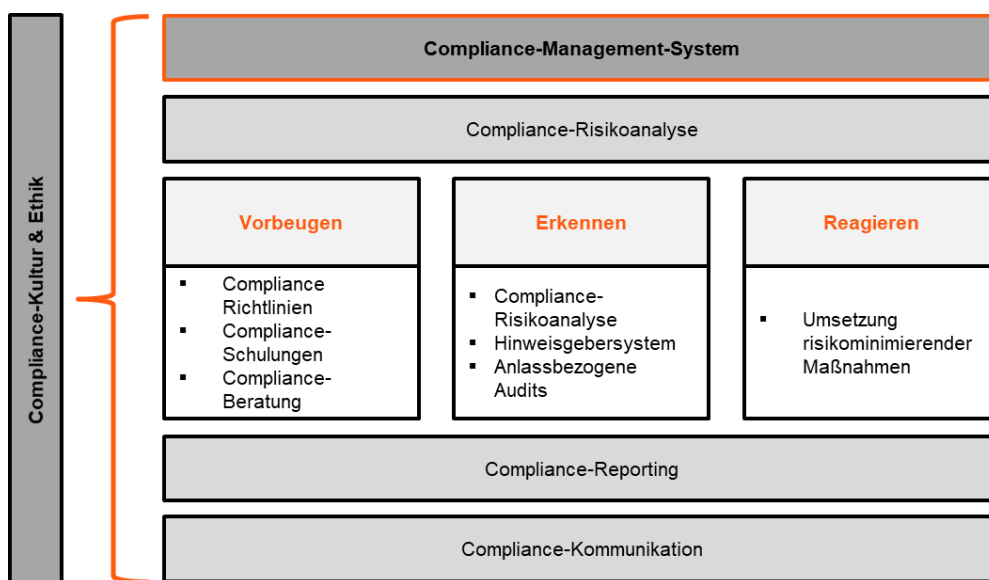 Compliance-Kultur & Ethik
Compliance-Management-System
Compliance-Risikoanalyse
Vorbeugen
▪ Compliance
Richtlinien
▪ Compliance-
Schulungen
▪ Compliance-
Beratung
Erkennen
▪ Compliance-
Risikoanalyse
▪ Hinweisgebersystem
▪ Anlassbezogene
Audits
Reagieren
▪ Umsetzung
risikominimierender
Maßnahmen
Compliance-Reporting
Compliance-Kommunikation